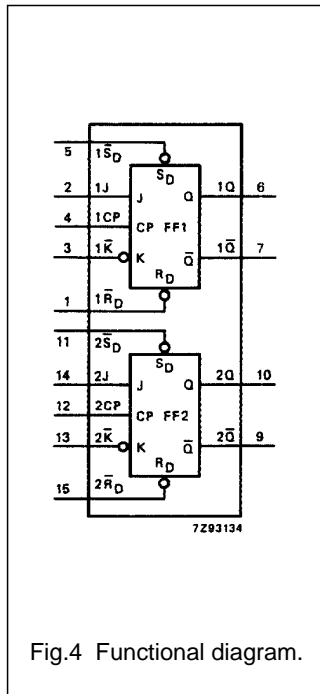 5 1S̅D
SD
2 1J J Q 1Q 6
4 1CP CP FF1
3 1K̅ K Q̅ 1Q̅ 7
RD
1 1R̅D
11 2S̅D
SD
14 2J J Q 2Q 10
12 2CP CP FF2
13 2K̅ K Q̅ 2Q̅ 9
RD
15 2R̅D
7Z93134
Fig.4 Functional diagram.